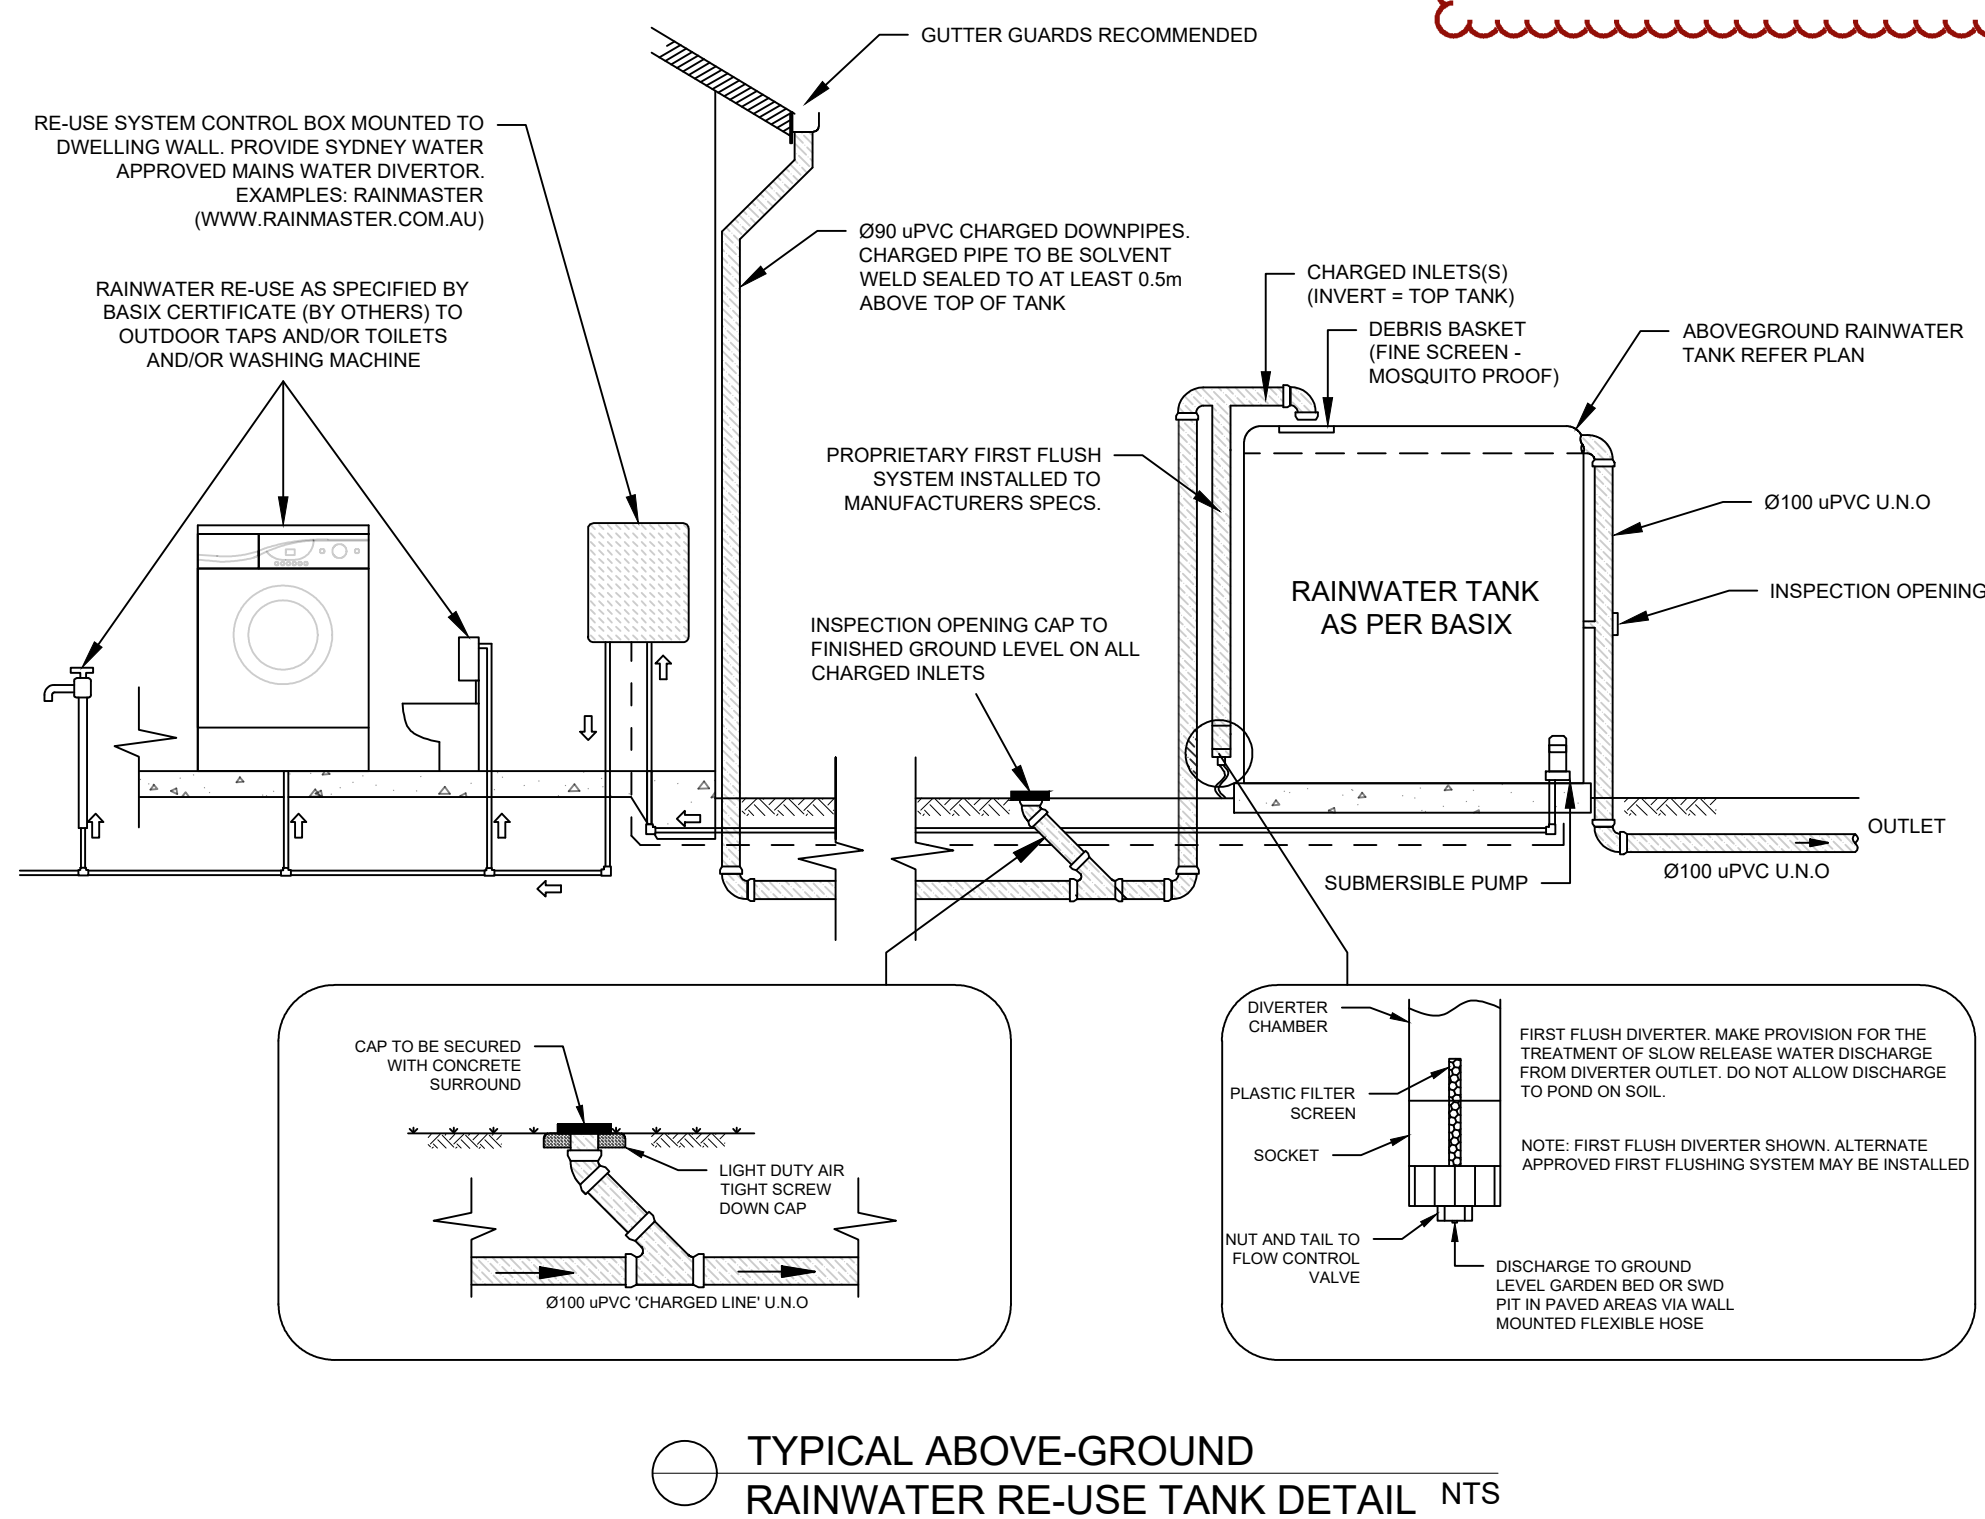 GUTTER GUARDS RECOMMENDED
RE-USE SYSTEM CONTROL BOX MOUNTED TO
DWELLING WALL. PROVIDE SYDNEY WATER
APPROVED MAINS WATER DIVERTOR.
EXAMPLES: RAINMASTER
(WWW.RAINMASTER.COM.AU)
RAINWATER RE-USE AS SPECIFIED BY
BASIX CERTIFICATE (BY OTHERS) TO
OUTDOOR TAPS AND/OR TOILETS
AND/OR WASHING MACHINE
Ø90 uPVC CHARGED DOWNPIPES.
CHARGED PIPE TO BE SOLVENT
WELD SEALED TO AT LEAST 0.5m
ABOVE TOP OF TANK
CHARGED INLETS(S)
(INVERT = TOP TANK)
DEBRIS BASKET
(FINE SCREEN -
MOSQUITO PROOF)
ABOVEGROUND RAINWATER
TANK REFER PLAN
PROPRIETARY FIRST FLUSH
SYSTEM INSTALLED TO
MANUFACTURERS SPECS.
Ø100 uPVC U.N.O
INSPECTION OPENING
RAINWATER TANK
AS PER BASIX
INSPECTION OPENING CAP TO
FINISHED GROUND LEVEL ON ALL
CHARGED INLETS
OUTLET
Ø100 uPVC U.N.O
SUBMERSIBLE PUMP
CAP TO BE SECURED
WITH CONCRETE
SURROUND
LIGHT DUTY AIR
TIGHT SCREW
DOWN CAP
Ø100 uPVC 'CHARGED LINE' U.N.O
DIVERTER
CHAMBER
PLASTIC FILTER
SCREEN
SOCKET
NUT AND TAIL TO
FLOW CONTROL
VALVE
FIRST FLUSH DIVERTER. MAKE PROVISION FOR THE
TREATMENT OF SLOW RELEASE WATER DISCHARGE
FROM DIVERTER OUTLET. DO NOT ALLOW DISCHARGE
TO POND ON SOIL.
NOTE: FIRST FLUSH DIVERTER SHOWN. ALTERNATE
APPROVED FIRST FLUSHING SYSTEM MAY BE INSTALLED
DISCHARGE TO GROUND
LEVEL GARDEN BED OR SWD
PIT IN PAVED AREAS VIA WALL
MOUNTED FLEXIBLE HOSE
TYPICAL ABOVE-GROUND
RAINWATER RE-USE TANK DETAIL NTS